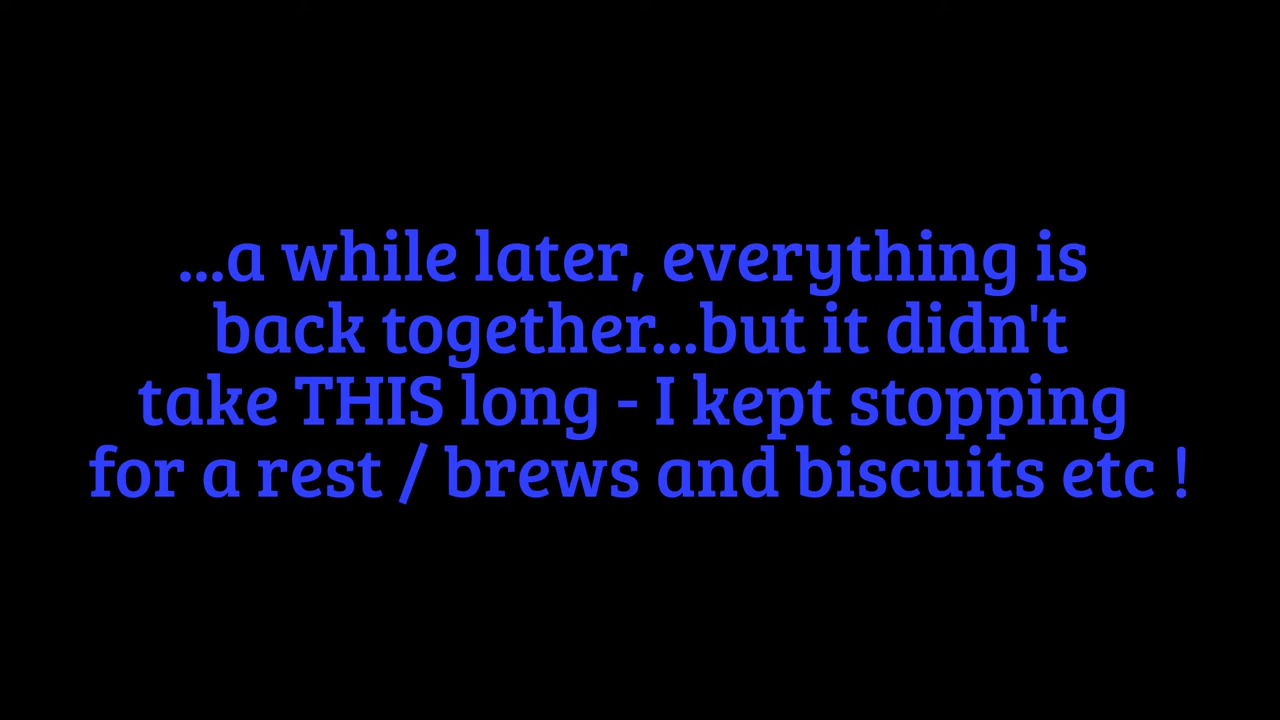 ...a while later, everything is
back together...but it didn't
take THIS long - I kept stopping
for a rest / brews and biscuits etc !